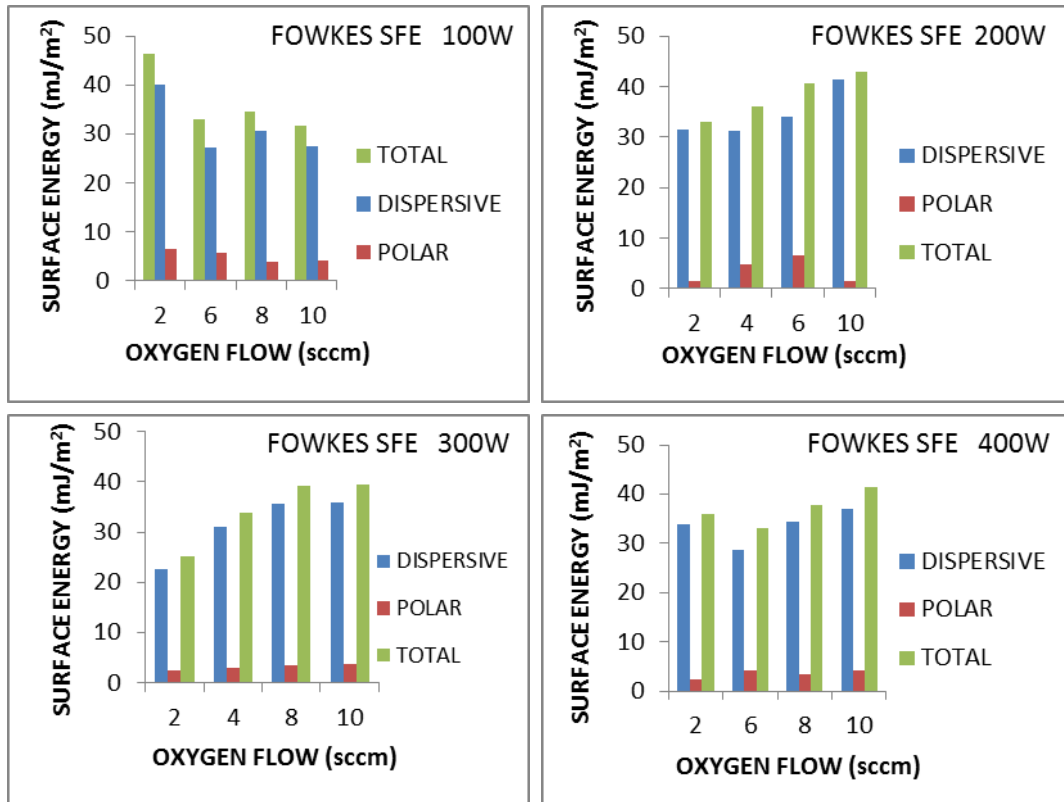 FOWKES SFE 100W
SURFACE ENERGY (mJ/m²)
50
40
30
20
10
0
TOTAL
DISPERSIVE
POLAR
2 6 8 10
OXYGEN FLOW (sccm)
FOWKES SFE 200W
SURFACE ENERGY (mJ/m²)
50
40
30
20
10
0
DISPERSIVE
POLAR
TOTAL
2 4 6 10
OXYGEN FLOW (sccm)
FOWKES SFE 300W
SURFACE ENERGY (mJ/m²)
50
40
30
20
10
0
DISPERSIVE
POLAR
TOTAL
2 4 8 10
OXYGEN FLOW (sccm)
FOWKES SFE 400W
SURFACE ENERGY (mJ/m²)
50
40
30
20
10
0
DISPERSIVE
POLAR
TOTAL
2 6 8 10
OXYGEN FLOW (sccm)